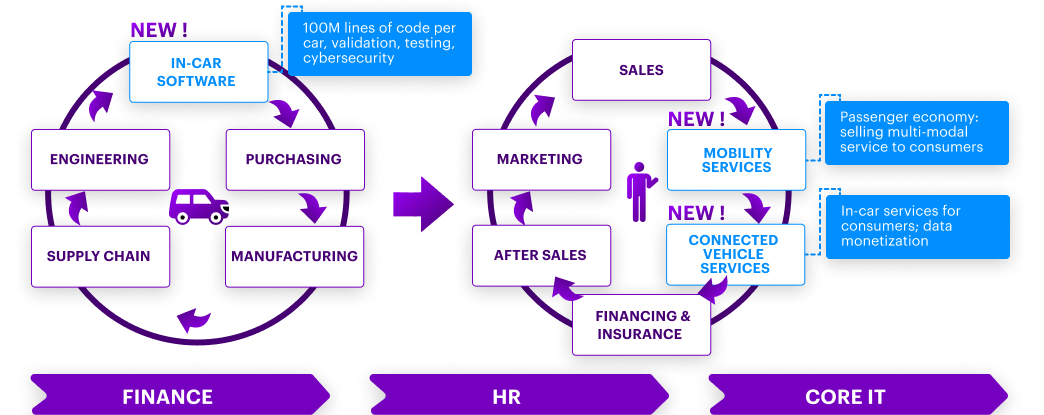 NEW !
IN-CAR
SOFTWARE
100M lines of code per
car, validation, testing,
cybersecurity
ENGINEERING
PURCHASING
SUPPLY CHAIN
MANUFACTURING
SALES
MARKETING
NEW !
MOBILITY
SERVICES
Passenger economy:
selling multi-modal
service to consumers
NEW !
CONNECTED
VEHICLE
SERVICES
In-car services for
consumers; data
monetization
AFTER SALES
FINANCING &
INSURANCE
FINANCE
HR
CORE IT